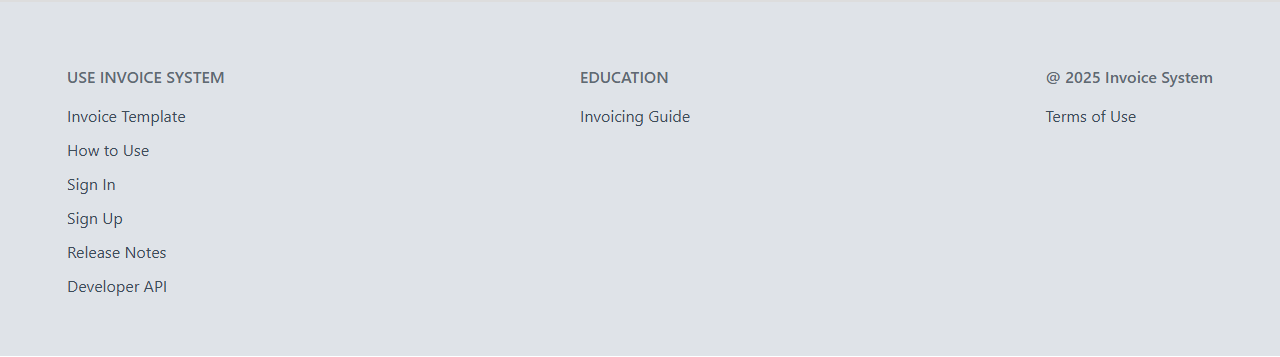 USE INVOICE SYSTEM
Invoice Template
How to Use
Sign In
Sign Up
Release Notes
Developer API
EDUCATION
Invoicing Guide
@ 2025 Invoice System
Terms of Use